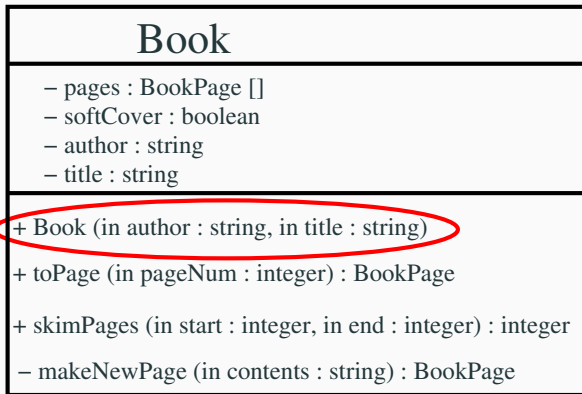 Book
− pages : BookPage []
− softCover : boolean
− author : string
− title : string
+ Book (in author : string, in title : string)
+ toPage (in pageNum : integer) : BookPage
+ skimPages (in start : integer, in end : integer) : integer
− makeNewPage (in contents : string) : BookPage